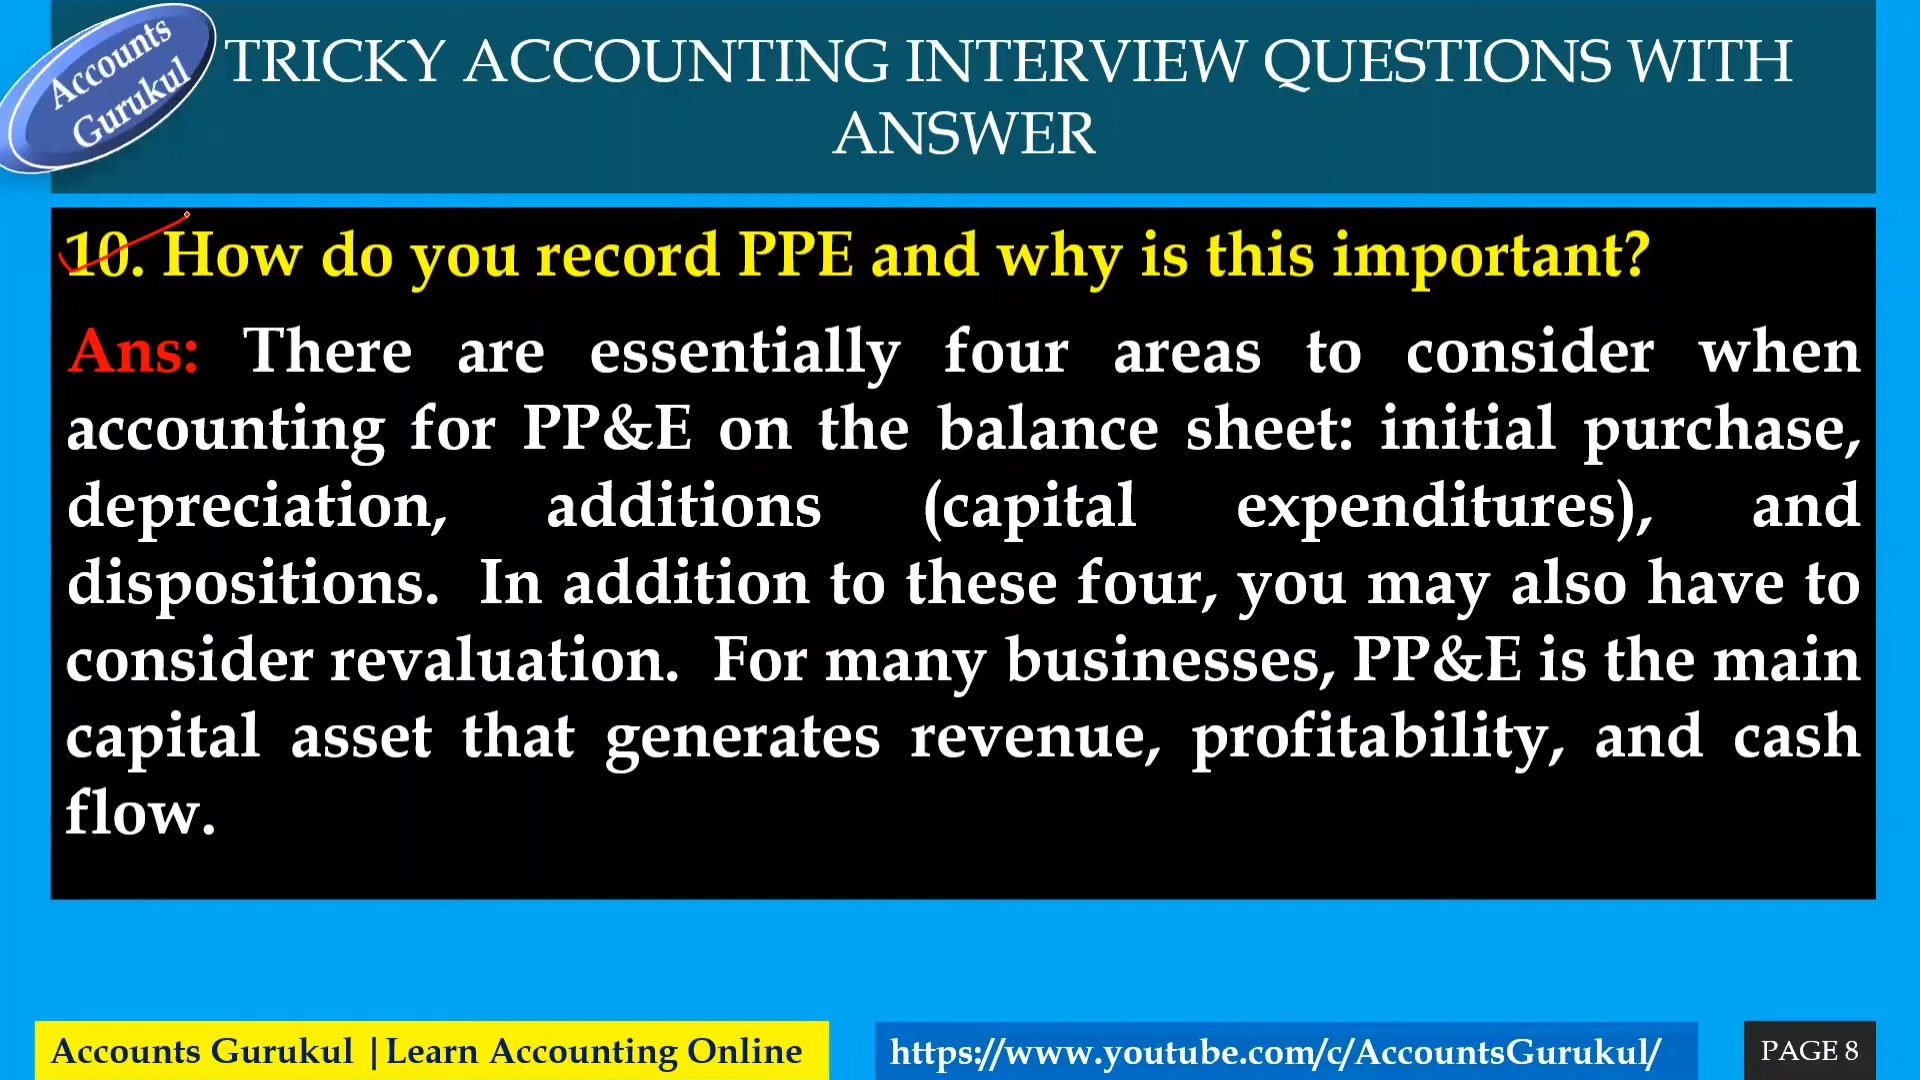 Accounts
Gurukul
TRICKY ACCOUNTING INTERVIEW QUESTIONS WITH
ANSWER
10. How do you record PPE and why is this important?
Ans: There are essentially four areas to consider when
accounting for PP&E on the balance sheet: initial purchase,
depreciation, additions (capital expenditures), and
dispositions. In addition to these four, you may also have to
consider revaluation. For many businesses, PP&E is the main
capital asset that generates revenue, profitability, and cash
flow.
Accounts Gurukul | Learn Accounting Online
https://www.youtube.com/c/AccountsGurukul/
PAGE 8